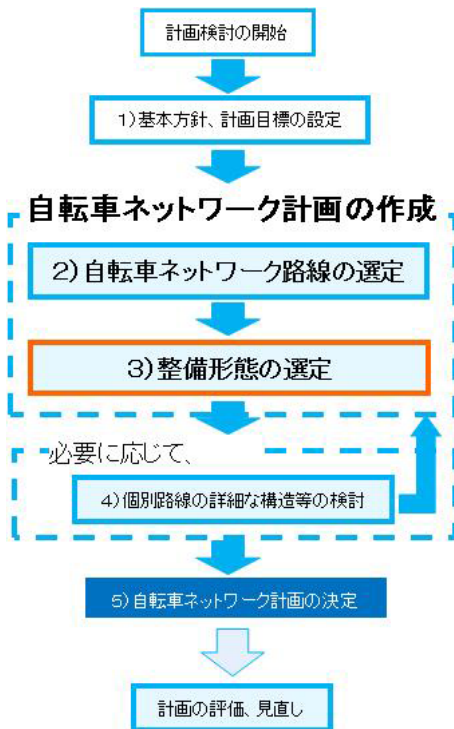 計画検討の開始
1)基本方針、計画目標の設定
自転車ネットワーク計画の作成
2)自転車ネットワーク路線の選定
3)整備形態の選定
必要に応じて、
4)個別路線の詳細な構造等の検討
5)自転車ネットワーク計画の決定
計画の評価、見直し